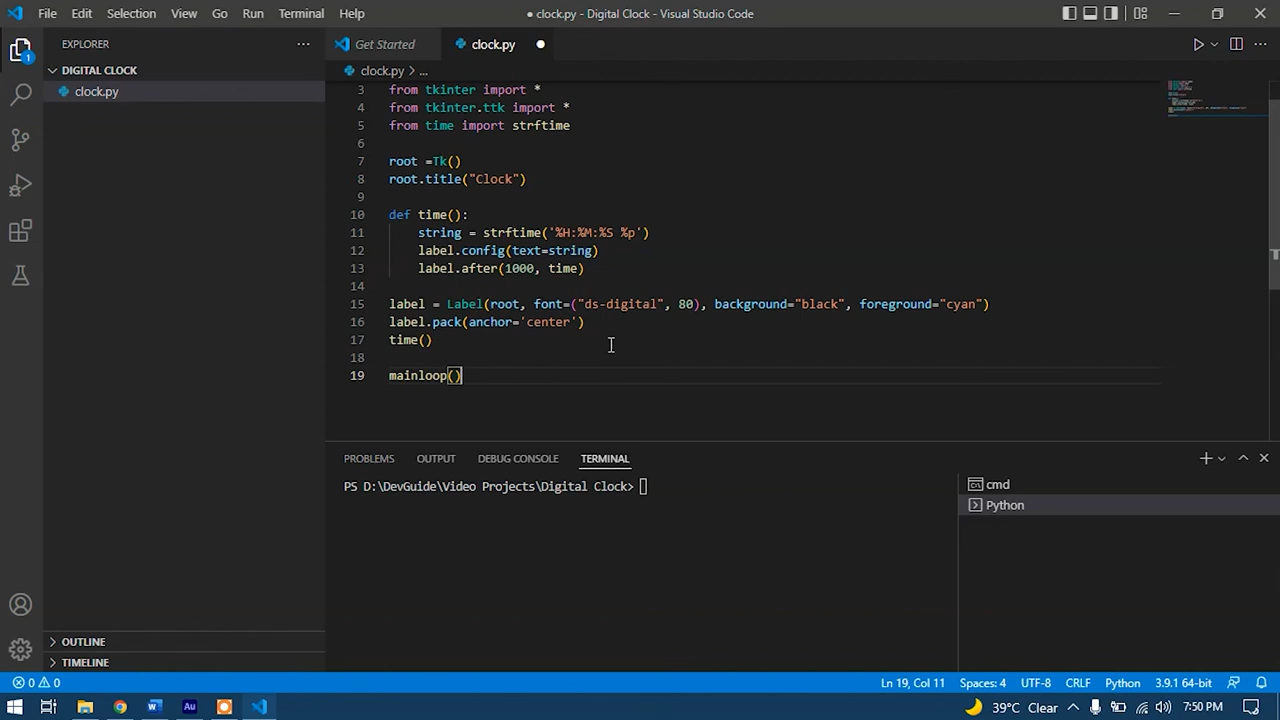 File Edit Selection View Go Run Terminal Help
● clock.py - Digital Clock - Visual Studio Code
EXPLORER
DIGITAL CLOCK
clock.py
1
Get Started
clock.py
clock.py > ...
3 from tkinter import *
4 from tkinter.ttk import *
5 from time import strftime
6
7 root =Tk()
8 root.title("Clock")
9
10 def time():
11 string = strftime('%H:%M:%S %p')
12 label.config(text=string)
13 label.after(1000, time)
14
15 label = Label(root, font=("ds-digital", 80), background="black", foreground="cyan")
16 label.pack(anchor='center')
17 time()
18
19 mainloop()
PROBLEMS OUTPUT DEBUG CONSOLE TERMINAL
PS D:\DevGuide\Video Projects\Digital Clock>
cmd
Python
OUTLINE
TIMELINE
0 0
Ln 19, Col 11 Spaces: 4 UTF-8 CRLF Python 3.9.1 64-bit
W Au
39°C Clear 7:50 PM